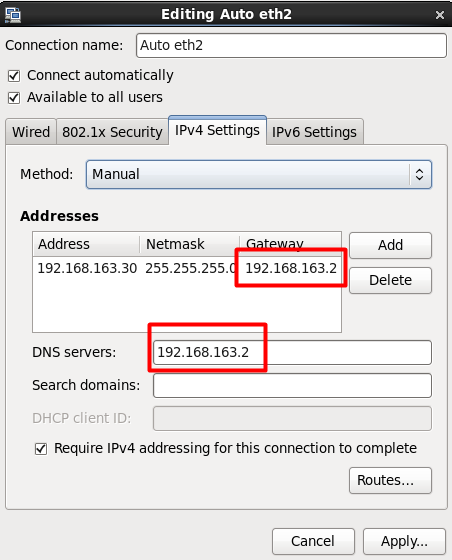 Editing Auto eth2
Connection name: Auto eth2
Connect automatically
Available to all users
Wired 802.1x Security IPv4 Settings IPv6 Settings
Method: Manual
Addresses
Address Netmask Gateway
192.168.163.30 255.255.255.0 192.168.163.2
Add
Delete
DNS servers: 192.168.163.2
Search domains:
DHCP client ID:
Require IPv4 addressing for this connection to complete
Routes...
Cancel Apply...